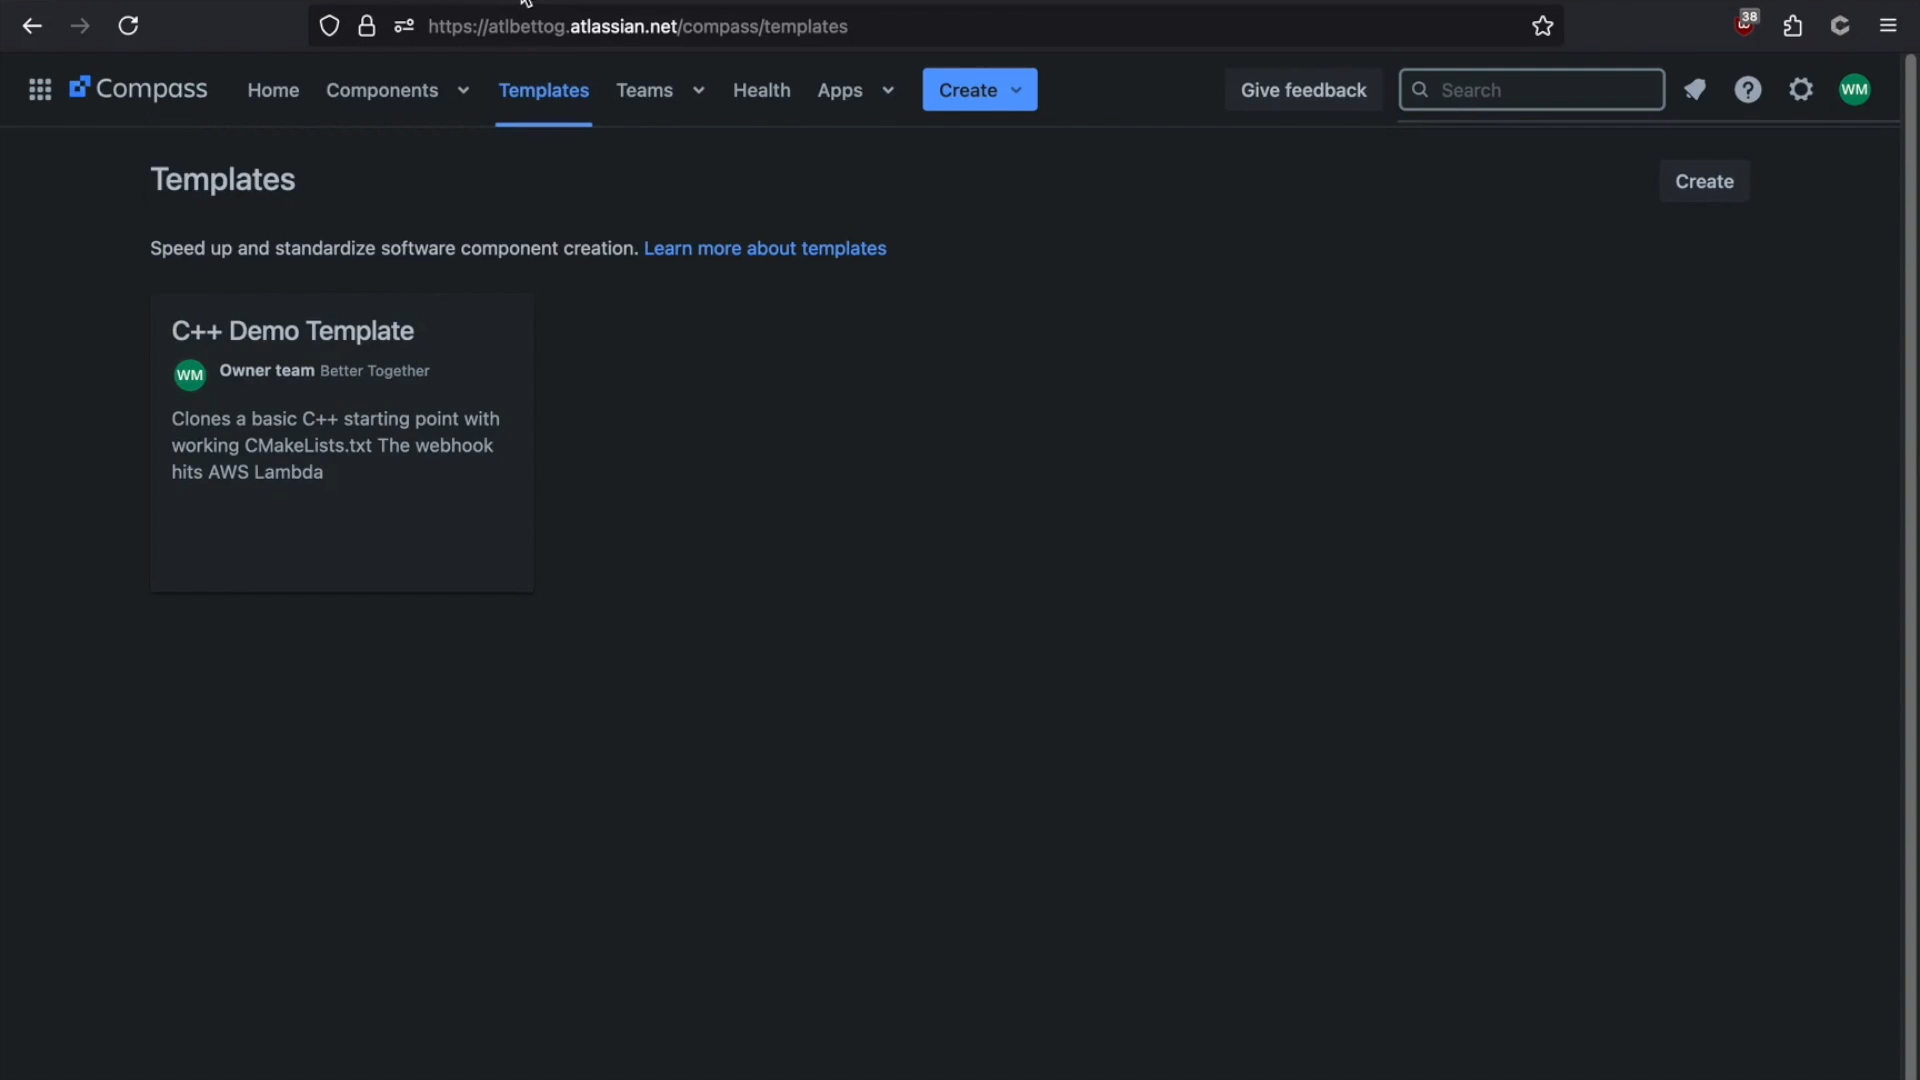 https://atlbettog.atlassian.net/compass/templates
38
Compass Home Components Templates Teams Health Apps Create Give feedback Search WM
Templates
Create
Speed up and standardize software component creation. Learn more about templates
C++ Demo Template
WM Owner team Better Together
Clones a basic C++ starting point with
working CMakeLists.txt The webhook
hits AWS Lambda